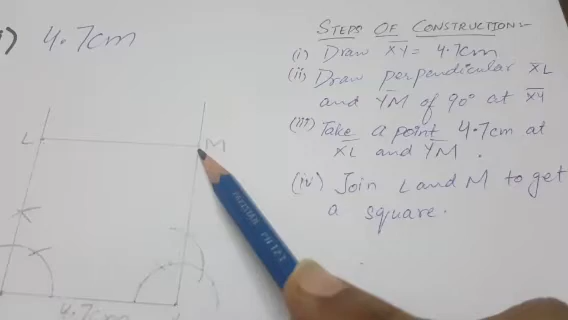 4.7cm
STEPS OF CONSTRUCTION:-
(i) Draw XY = 4.7cm
(ii) Draw perpendicular XL
and YM of 90° at XY
(iii) Take a point 4.7cm at
XL and YM.
(iv) Join L and M to get
a square.
L
M
4.7cm